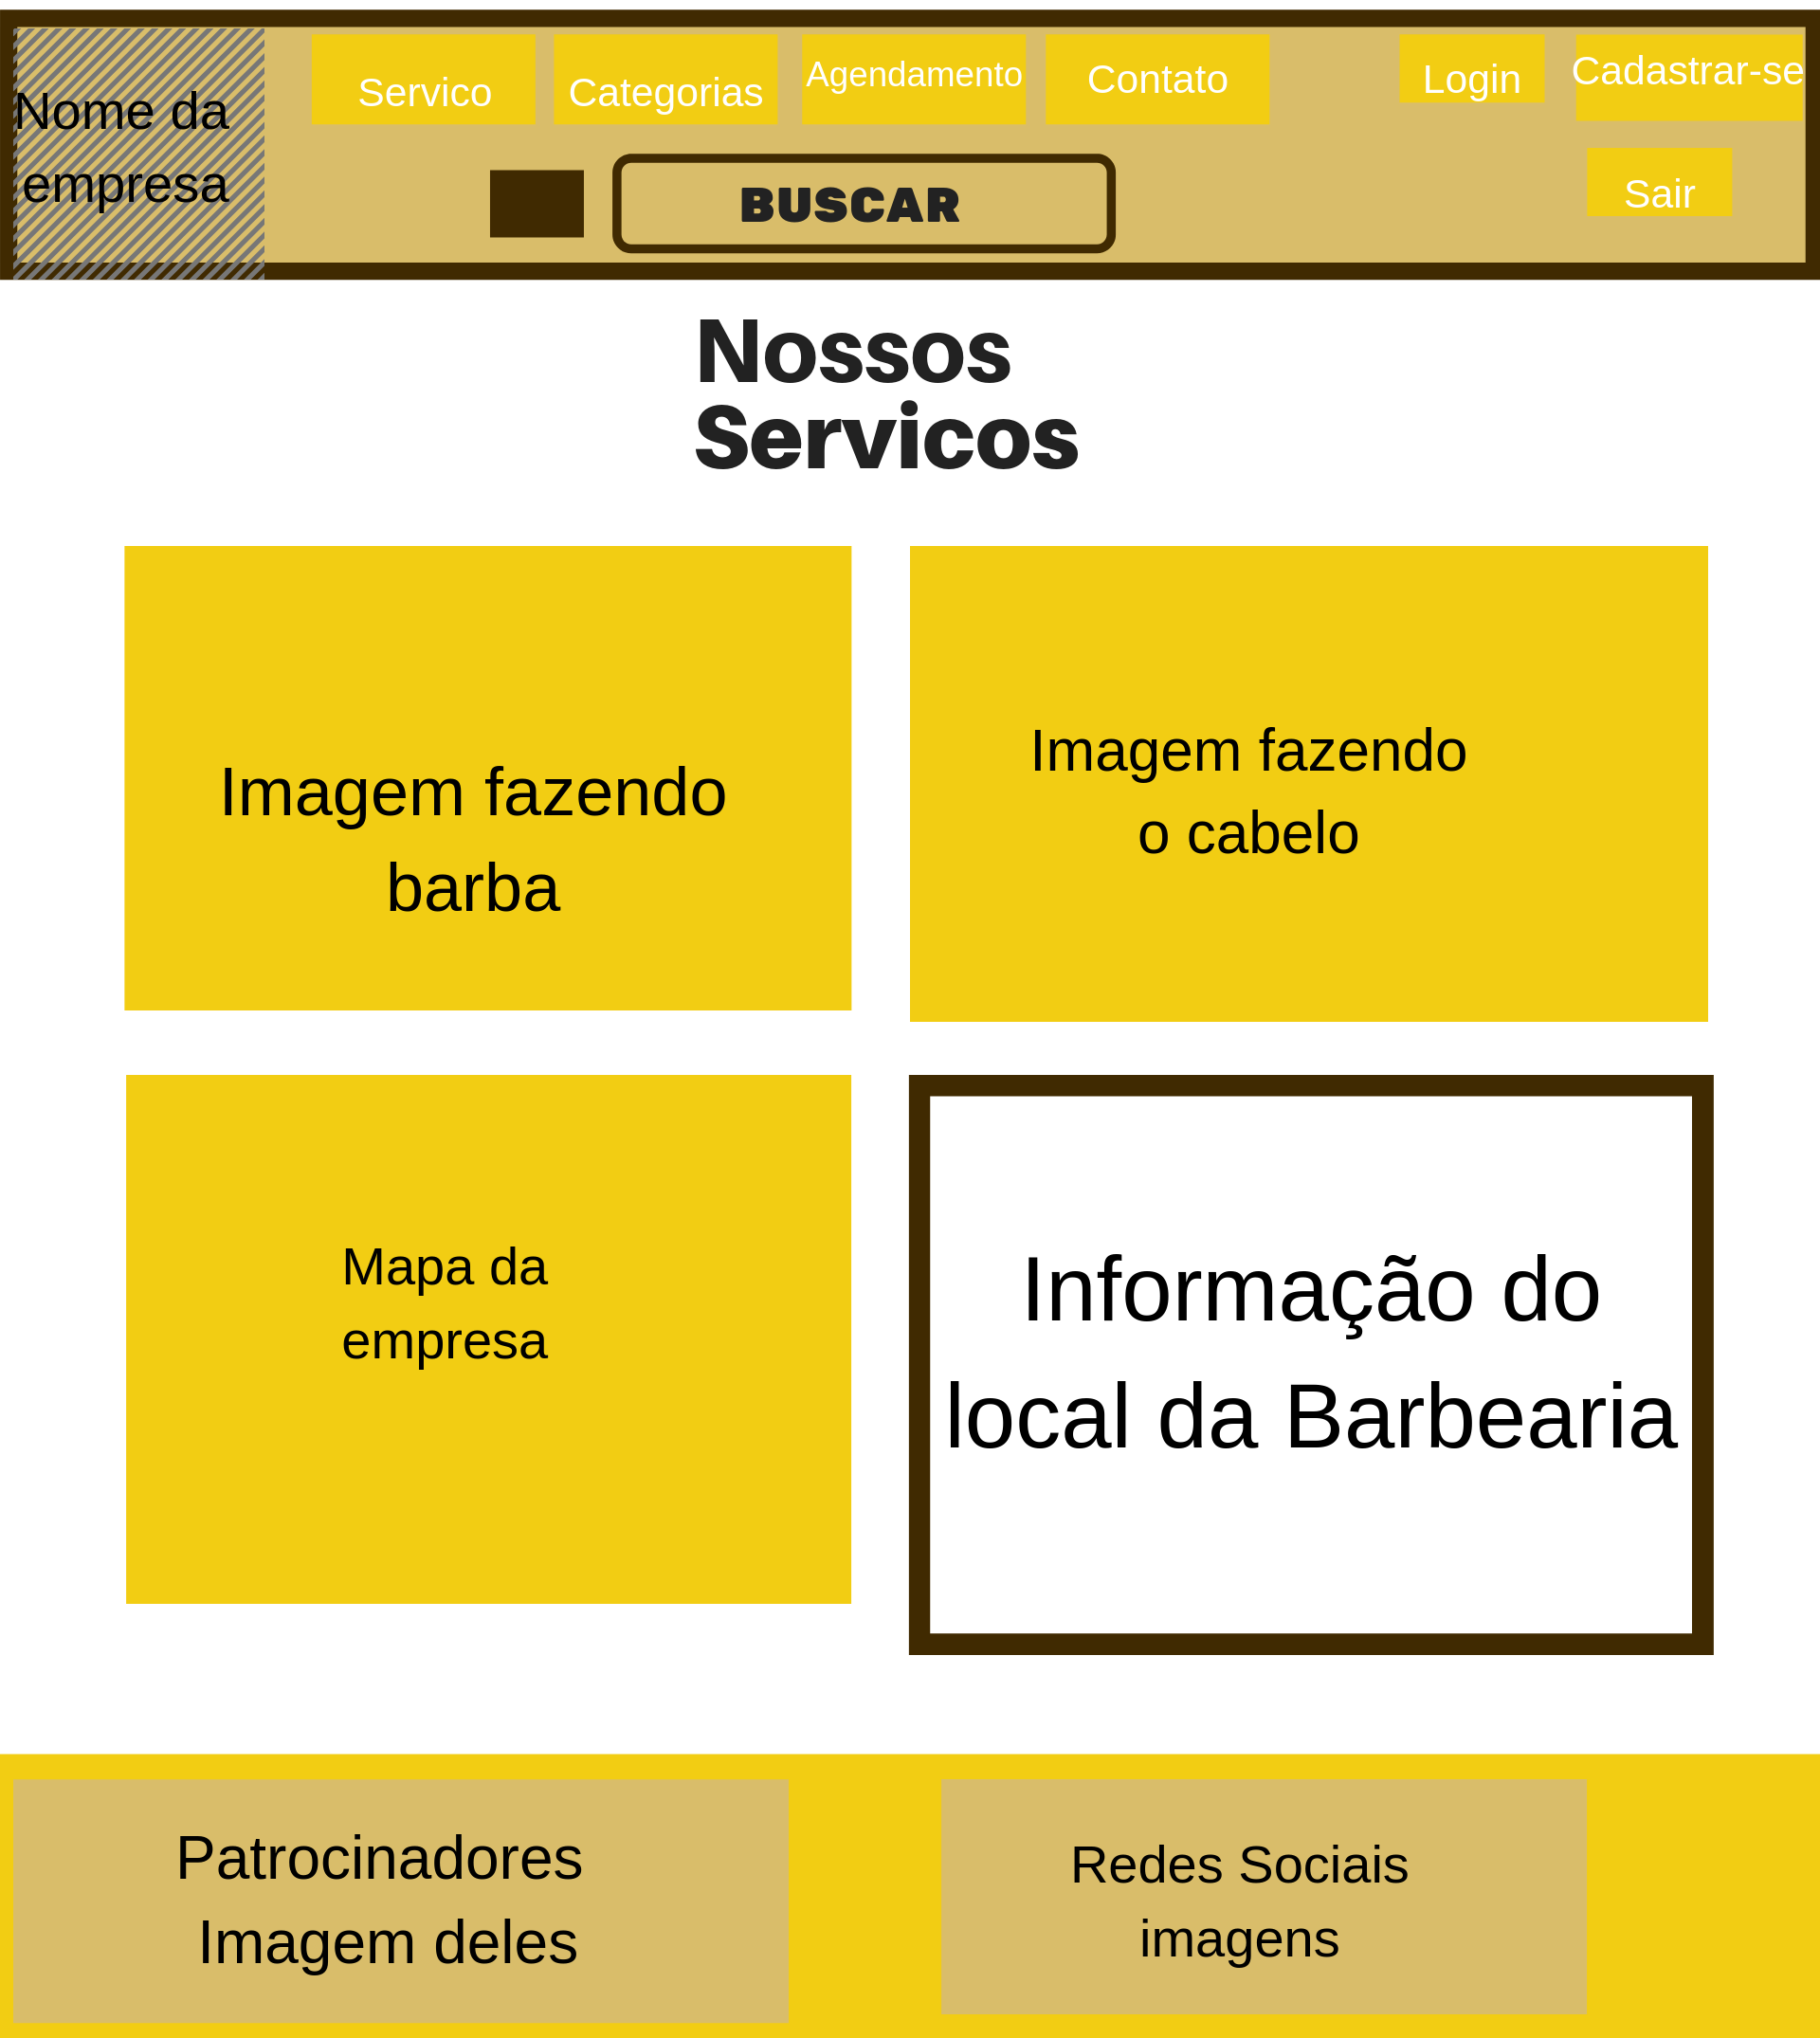 Nome da
empresa
Servico
Categorias
Agendamento
Contato
Login
Cadastrar-se
BUSCAR
Sair
Nossos
Servicos
Imagem fazendo
barba
Imagem fazendo
o cabelo
Mapa da
empresa
Informação do
local da Barbearia
Patrocinadores
Imagem deles
Redes Sociais
imagens